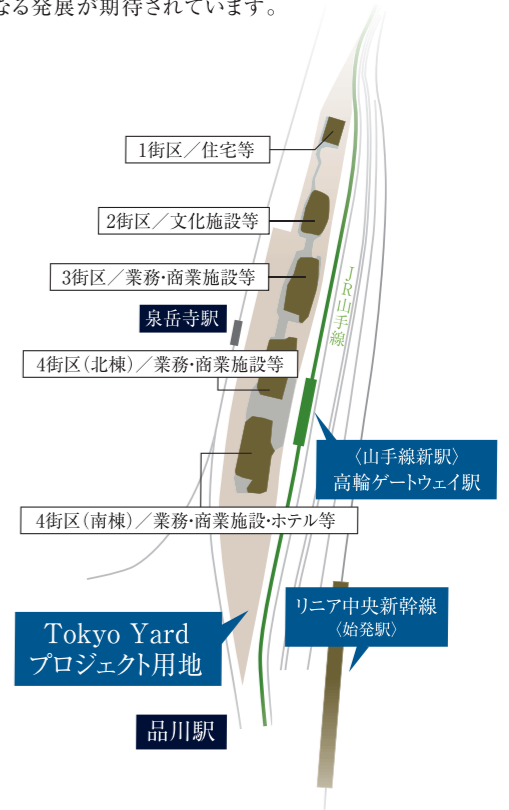 なる発展が期待されています。
1街区／住宅等
2街区／文化施設等
3街区／業務・商業施設等
JR山手線
泉岳寺駅
4街区（北棟）／業務・商業施設等
〈山手線新駅〉
高輪ゲートウェイ駅
4街区（南棟）／業務・商業施設・ホテル等
リニア中央新幹線
〈始発駅〉
Tokyo Yard
プロジェクト用地
品川駅